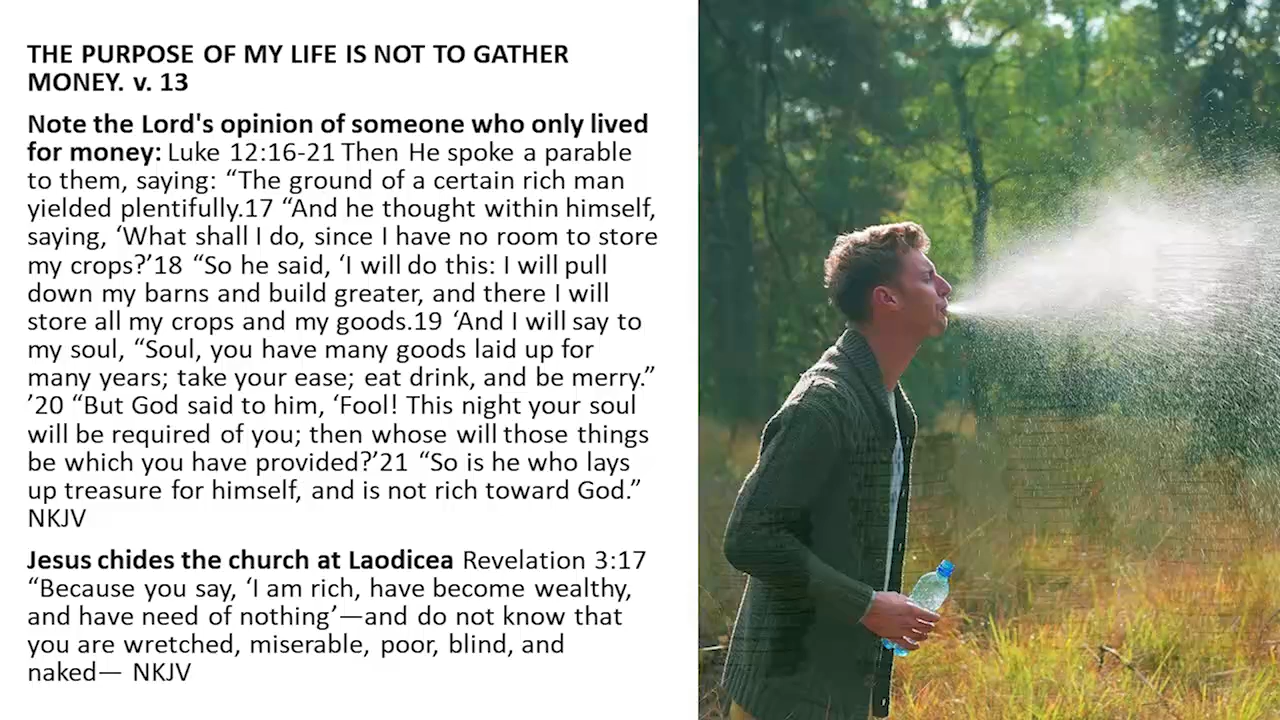 THE PURPOSE OF MY LIFE IS NOT TO GATHER
MONEY. v. 13
Note the Lord's opinion of someone who only lived
for money: Luke 12:16-21 Then He spoke a parable
to them, saying: “The ground of a certain rich man
yielded plentifully.17 “And he thought within himself,
saying, ‘What shall I do, since I have no room to store
my crops?’18 “So he said, ‘I will do this: I will pull
down my barns and build greater, and there I will
store all my crops and my goods.19 ‘And I will say to
my soul, “Soul, you have many goods laid up for
many years; take your ease; eat drink, and be merry.”
’20 “But God said to him, ‘Fool! This night your soul
will be required of you; then whose will those things
be which you have provided?’21 “So is he who lays
up treasure for himself, and is not rich toward God.”
NKJV
Jesus chides the church at Laodicea Revelation 3:17
“Because you say, ‘I am rich, have become wealthy,
and have need of nothing’—and do not know that
you are wretched, miserable, poor, blind, and
naked— NKJV